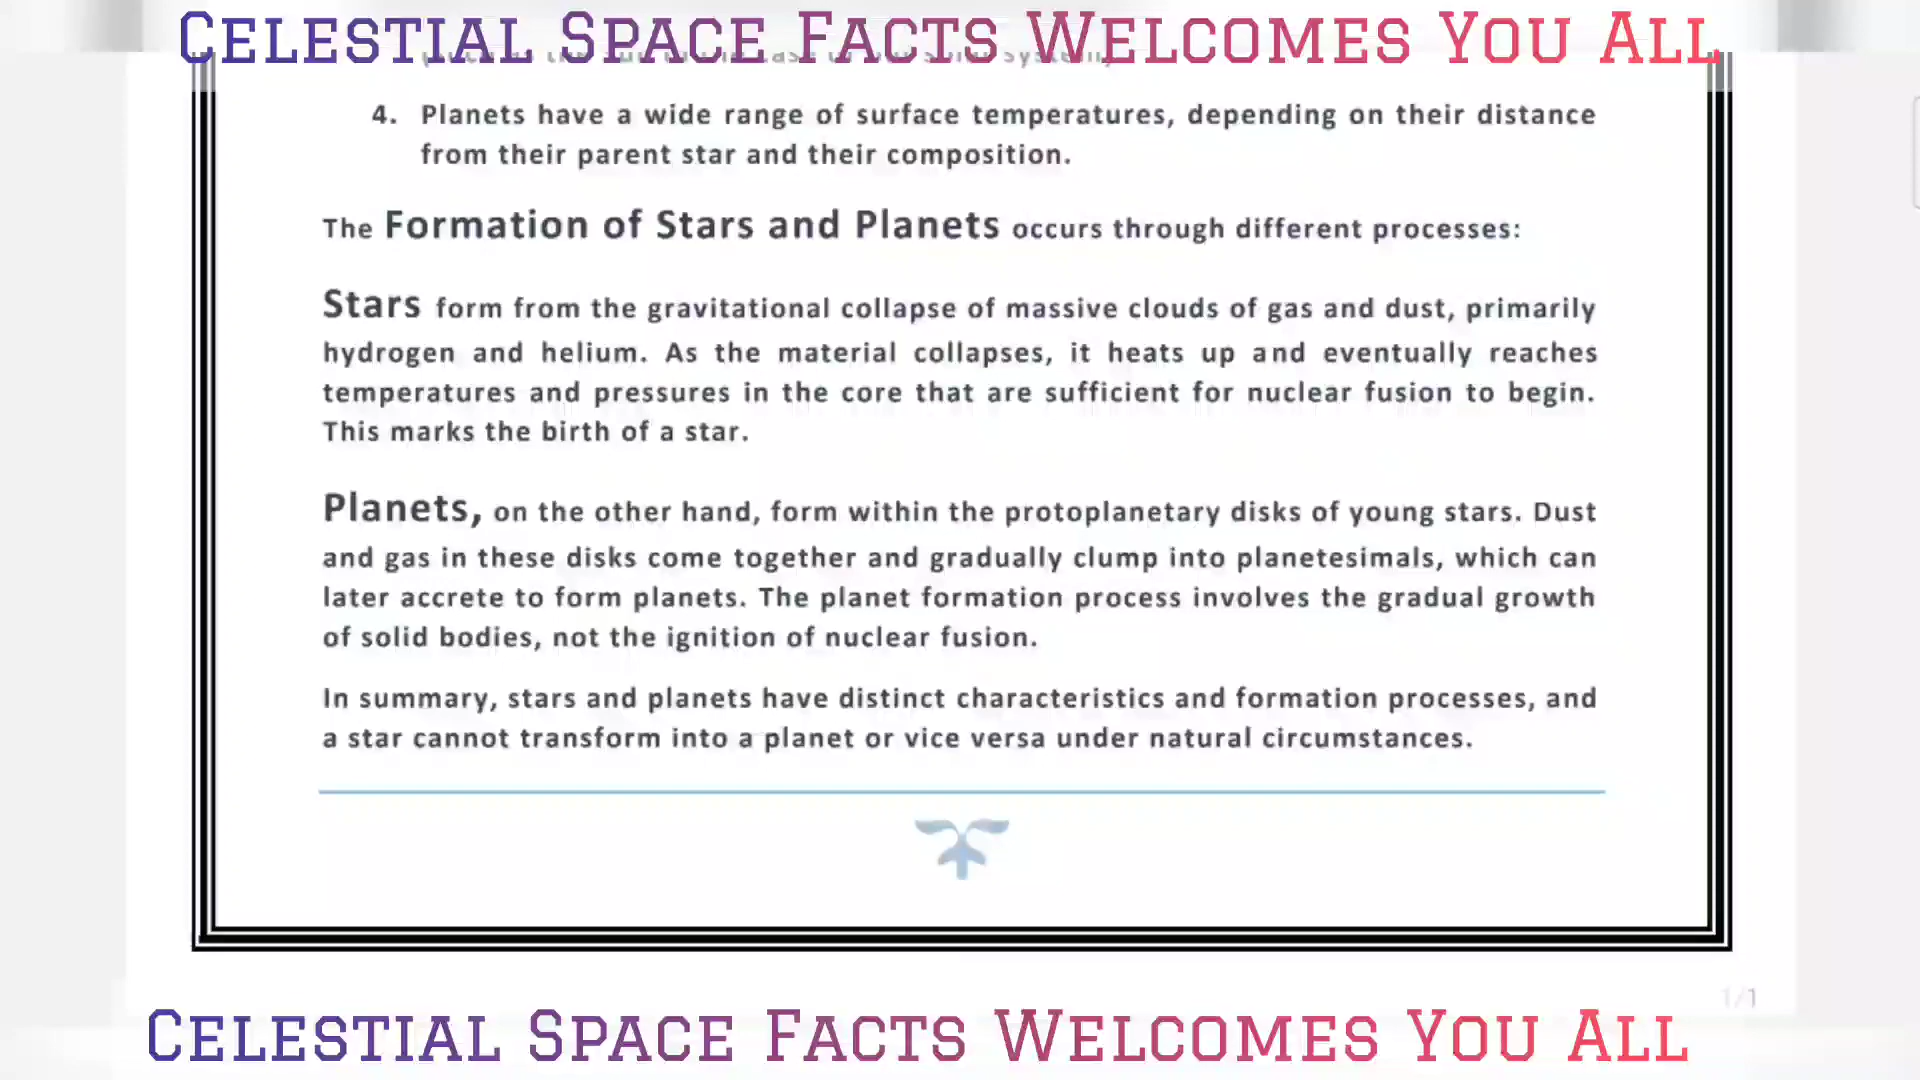 Celestial Space Facts Welcomes You All
4. Planets have a wide range of surface temperatures, depending on their distance
from their parent star and their composition.
The Formation of Stars and Planets occurs through different processes:
Stars form from the gravitational collapse of massive clouds of gas and dust, primarily
hydrogen and helium. As the material collapses, it heats up and eventually reaches
temperatures and pressures in the core that are sufficient for nuclear fusion to begin.
This marks the birth of a star.
Planets, on the other hand, form within the protoplanetary disks of young stars. Dust
and gas in these disks come together and gradually clump into planetesimals, which can
later accrete to form planets. The planet formation process involves the gradual growth
of solid bodies, not the ignition of nuclear fusion.
In summary, stars and planets have distinct characteristics and formation processes, and
a star cannot transform into a planet or vice versa under natural circumstances.
1/1
Celestial Space Facts Welcomes You All